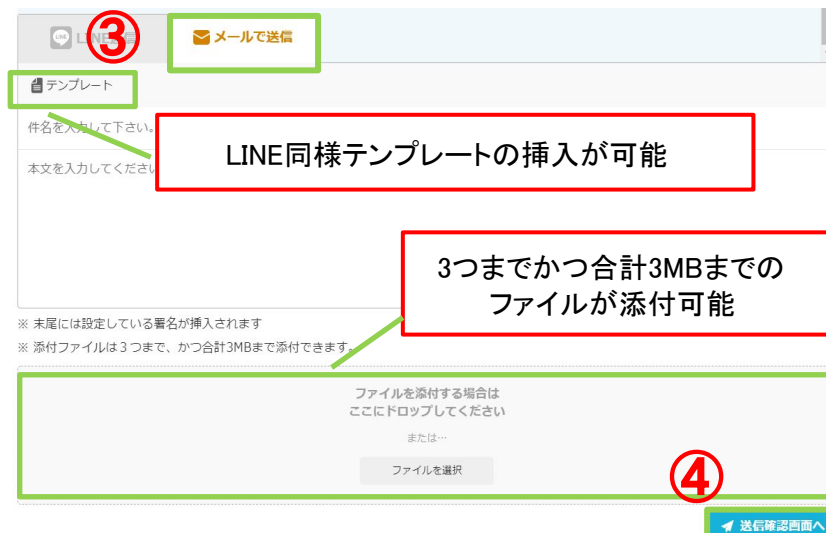 ③
LINE
メールで送信
テンプレート
件名を入力して下さい。
LINE同様テンプレートの挿入が可能
本文を入力してください
3つまでかつ合計3MBまでの
ファイルが添付可能
※ 末尾には設定している署名が挿入されます
※ 添付ファイルは３つまで、かつ合計3MBまで添付できます。
ファイルを添付する場合は
ここにドロップしてください
または…
ファイルを選択
④
送信確認画面へ